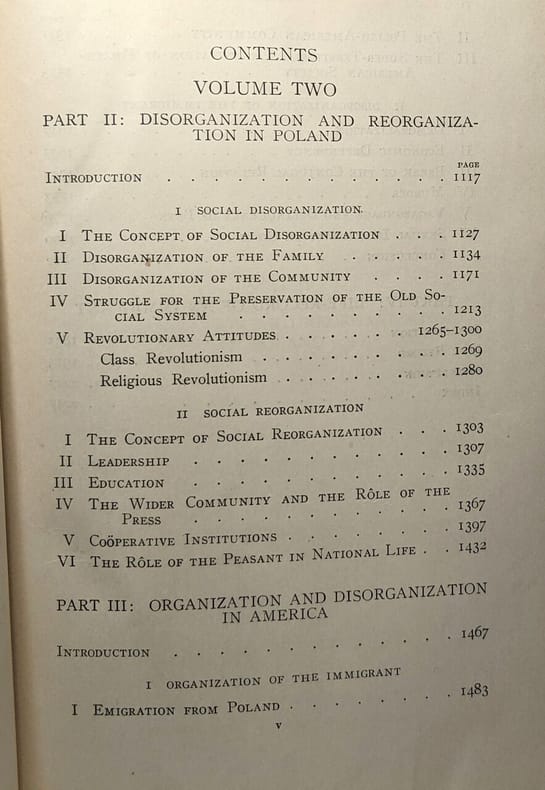 CONTENTS
VOLUME TWO
PART II: DISORGANIZATION AND REORGANIZA-
TION IN POLAND
PAGE
INTRODUCTION . . . . . . . . . . . 1117
I SOCIAL DISORGANIZATION.
I THE CONCEPT OF SOCIAL DISORGANIZATION . . . 1127
II DISORGANIZATION OF THE FAMILY . . . . . 1134
III DISORGANIZATION OF THE COMMUNITY . . . . 1171
IV STRUGGLE FOR THE PRESERVATION OF THE OLD SO-
CIAL SYSTEM . . . . . . . . . 1213
V REVOLUTIONARY ATTITUDES . . . . . . 1265–1300
Class Revolutionism . . . . . . . . 1269
Religious Revolutionism . . . . . . . 1280
II SOCIAL REORGANIZATION
I THE CONCEPT OF SOCIAL REORGANIZATION . . . 1303
II LEADERSHIP . . . . . . . . . . 1307
III EDUCATION . . . . . . . . . . 1335
IV THE WIDER COMMUNITY AND THE RÔLE OF THE
PRESS . . . . . . . . . . 1367
V COÖPERATIVE INSTITUTIONS . . . . . . 1397
VI THE RÔLE OF THE PEASANT IN NATIONAL LIFE . . 1432
PART III: ORGANIZATION AND DISORGANIZATION
IN AMERICA
INTRODUCTION . . . . . . . . . . . 1467
I ORGANIZATION OF THE IMMIGRANT
I EMIGRATION FROM POLAND . . . . . . . 1483
v